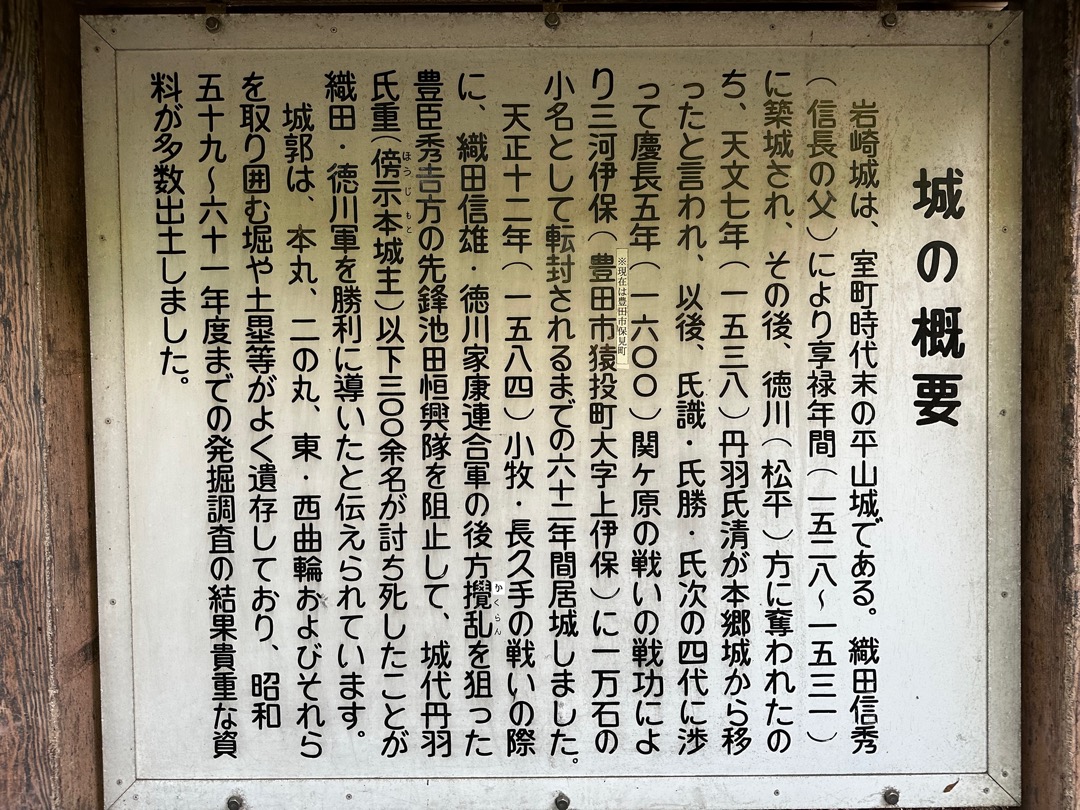 城の概要
岩崎城は、室町時代末の平山城である。織田信秀
(信長の父)により享禄年間(一五二八〜一五三一)
に築城され、その後、徳川(松平)方に奪われたの
ち、天文七年(一五三八)丹羽氏清が本郷城から移
ったと言われ、以後、氏識・氏勝・氏次の四代に渉
って慶長五年(一六〇〇)関ヶ原の戦いの戦功によ
※現在は豊田市保見町
り三河伊保(豊田市猿投町大字上伊保)に一万石の
小名として転封されるまでの六十二年間居城しました。
天正十二年(一五八四)小牧・長久手の戦いの際
かくらん
に、織田信雄・徳川家康連合軍の後方攪乱を狙った
豊臣秀吉方の先鋒池田恒興隊を阻止して、城代丹羽
ほうじもと
氏重(傍示本城主)以下三〇〇余名が討ち死したことが
織田・徳川軍を勝利に導いたと伝えられています。
城郭は、本丸、二の丸、東・西曲輪およびそれら
を取り囲む堀や土塁等がよく遺存しており、昭和
五十九〜六十一年度までの発掘調査の結果貴重な資
料が多数出土しました。